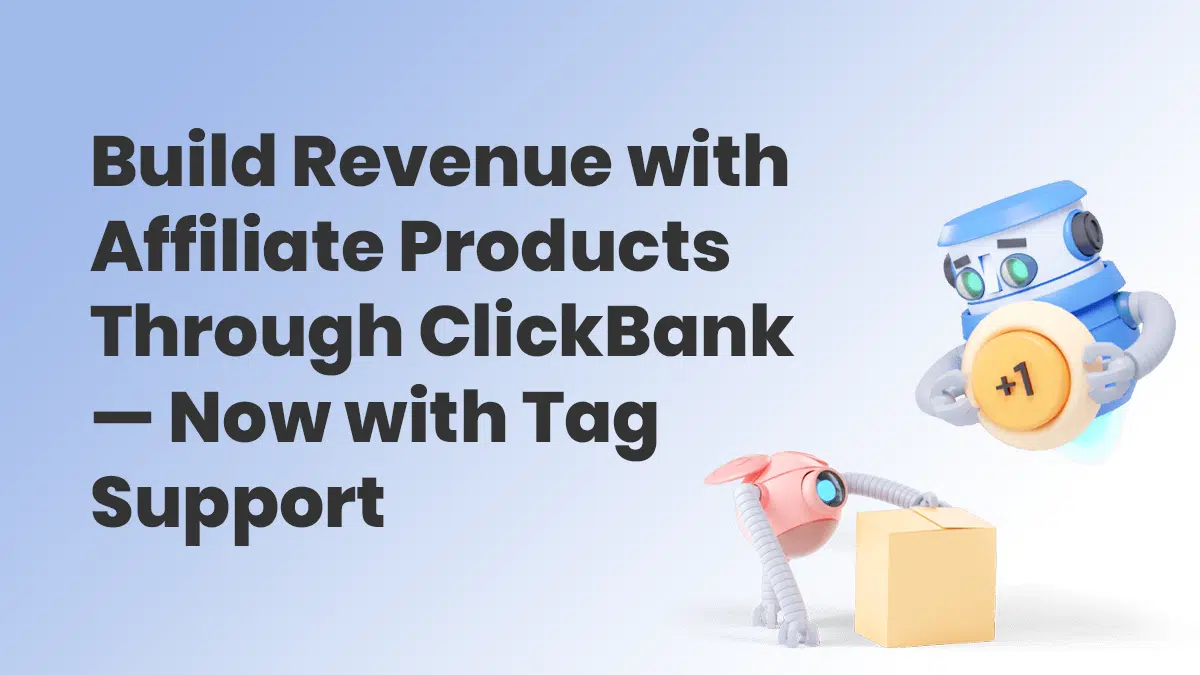 Build Revenue with
Affiliate Products
Through ClickBank
— Now with Tag
Support
+1